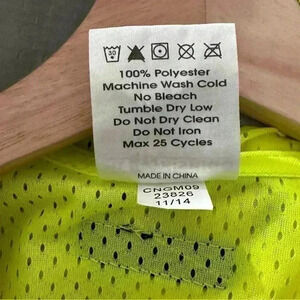 30
100% Polyester
Machine Wash Cold
No Bleach
Tumble Dry Low
Do Not Dry Clean
Do Not Iron
Max 25 Cycles
MADE IN CHINA
CNGM09
23826
11/14